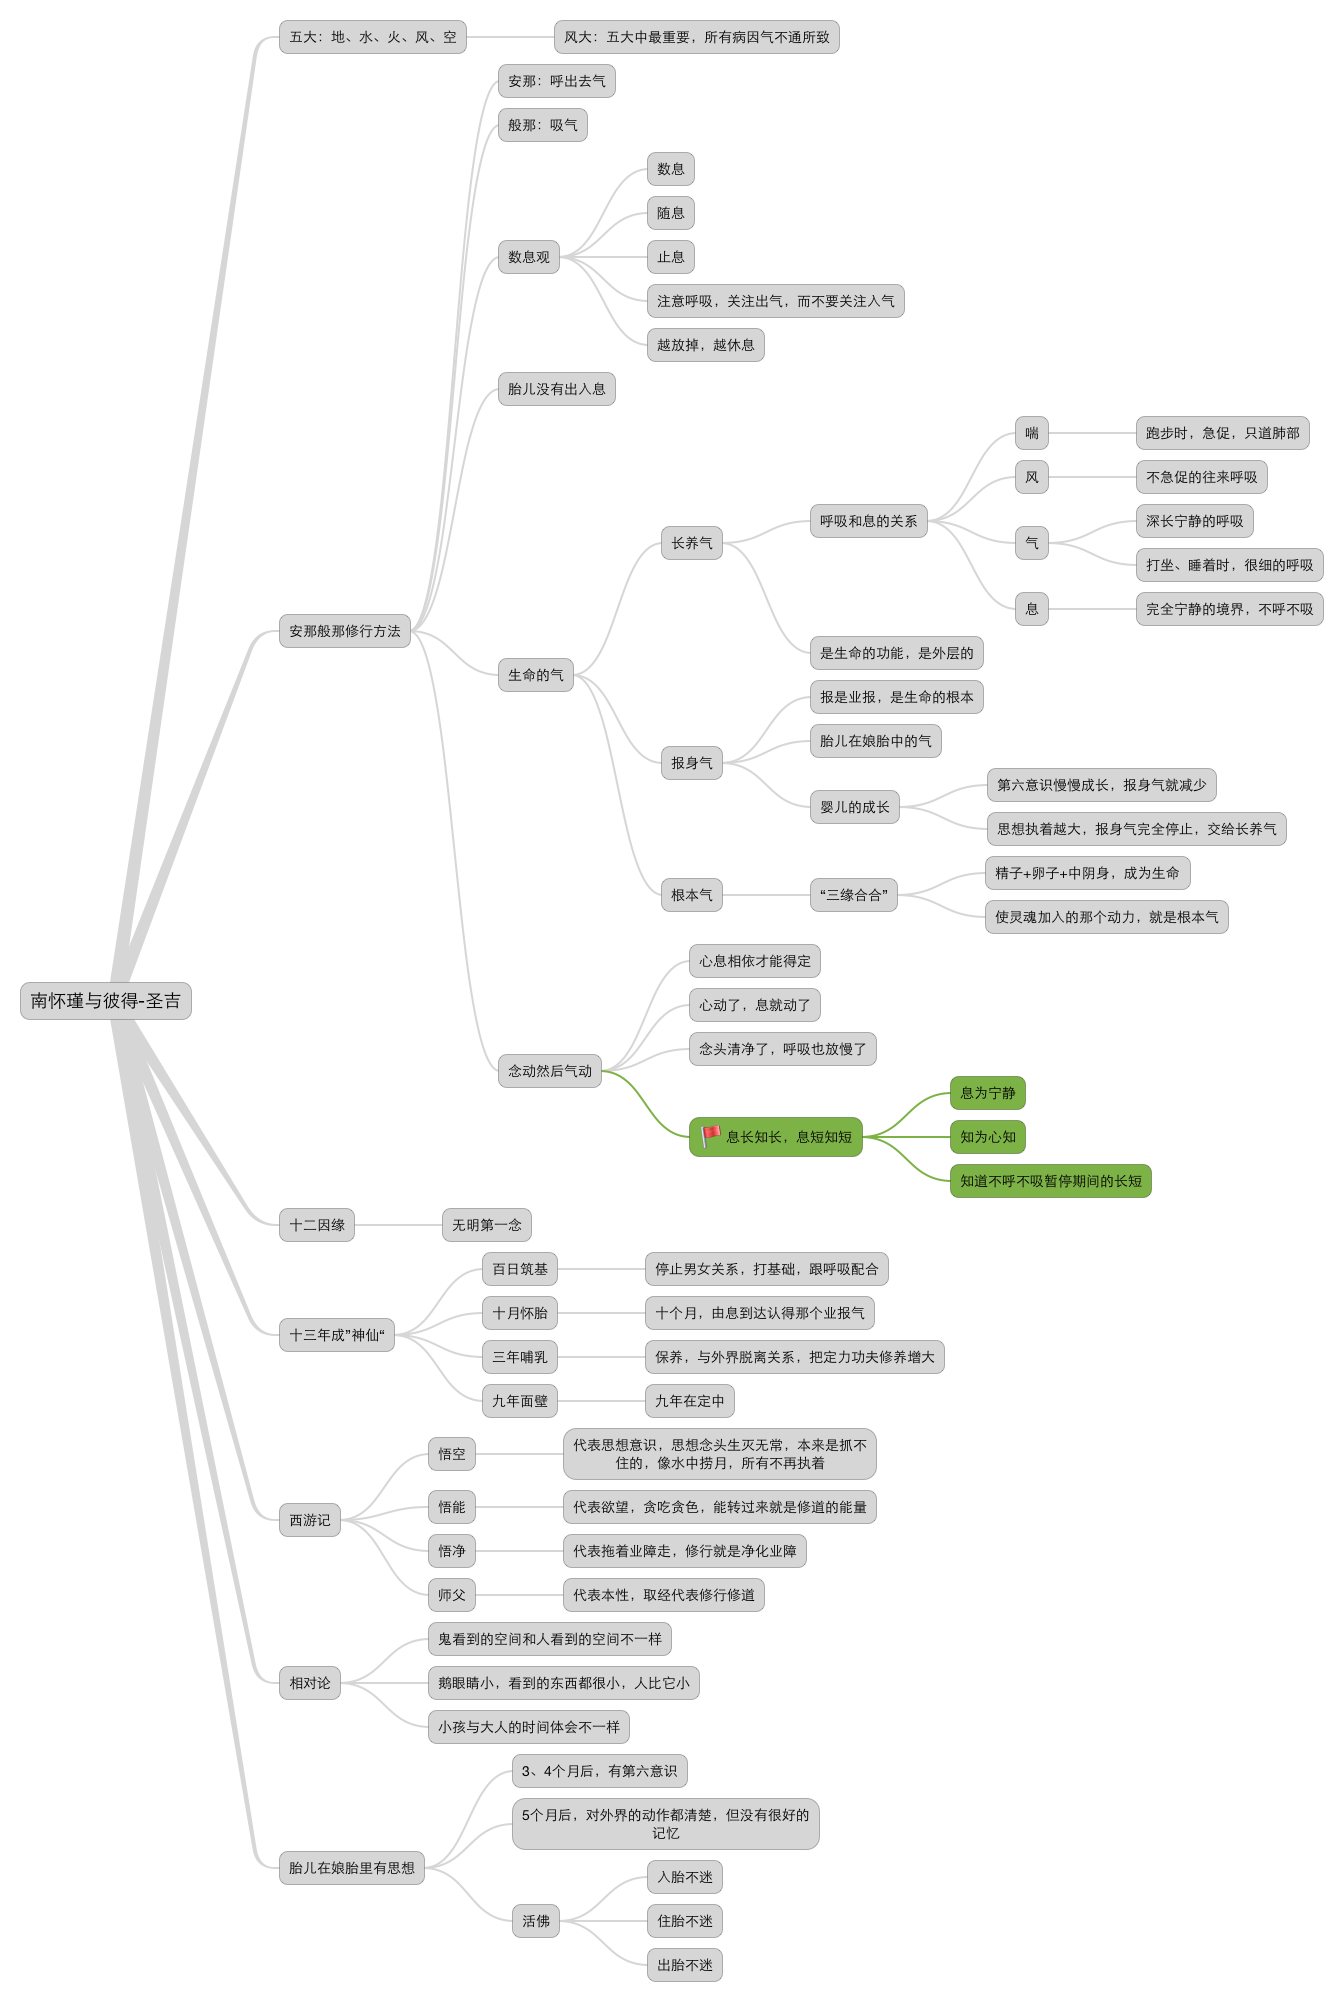 五大：地、水、火、风、空
风大：五大中最重要，所有病因气不通所致
安那：呼出去气
般那：吸气
数息
随息
数息观
止息
注意呼吸，关注出气，而不要关注入气
越放掉，越休息
胎儿没有出入息
喘
跑步时，急促，只道肺部
风
不急促的往来呼吸
长养气
呼吸和息的关系
气
深长宁静的呼吸
打坐、睡着时，很细的呼吸
息
完全宁静的境界，不呼不吸
安那般那修行方法
是生命的功能，是外层的
生命的气
报是业报，是生命的根本
胎儿在娘胎中的气
报身气
婴儿的成长
第六意识慢慢成长，报身气就减少
思想执着越大，报身气完全停止，交给长养气
根本气
“三缘合合”
精子+卵子+中阴身，成为生命
使灵魂加入的那个动力，就是根本气
心息相依才能得定
南怀瑾与彼得-圣吉
心动了，息就动了
念头清净了，呼吸也放慢了
念动然后气动
息长知长，息短知短
息为宁静
知为心知
知道不呼不吸暂停期间的长短
十二因缘
无明第一念
百日筑基
停止男女关系，打基础，跟呼吸配合
十月怀胎
十个月，由息到达认得那个业报气
十三年成”神仙“
三年哺乳
保养，与外界脱离关系，把定力功夫修养增大
九年面壁
九年在定中
悟空
代表思想意识，思想念头生灭无常，本来是抓不
住的，像水中捞月，所有不再执着
西游记
悟能
代表欲望，贪吃贪色，能转过来就是修道的能量
悟净
代表拖着业障走，修行就是净化业障
师父
代表本性，取经代表修行修道
鬼看到的空间和人看到的空间不一样
相对论
鹅眼睛小，看到的东西都很小，人比它小
小孩与大人的时间体会不一样
3、4个月后，有第六意识
5个月后，对外界的动作都清楚，但没有很好的
记忆
胎儿在娘胎里有思想
入胎不迷
活佛
住胎不迷
出胎不迷